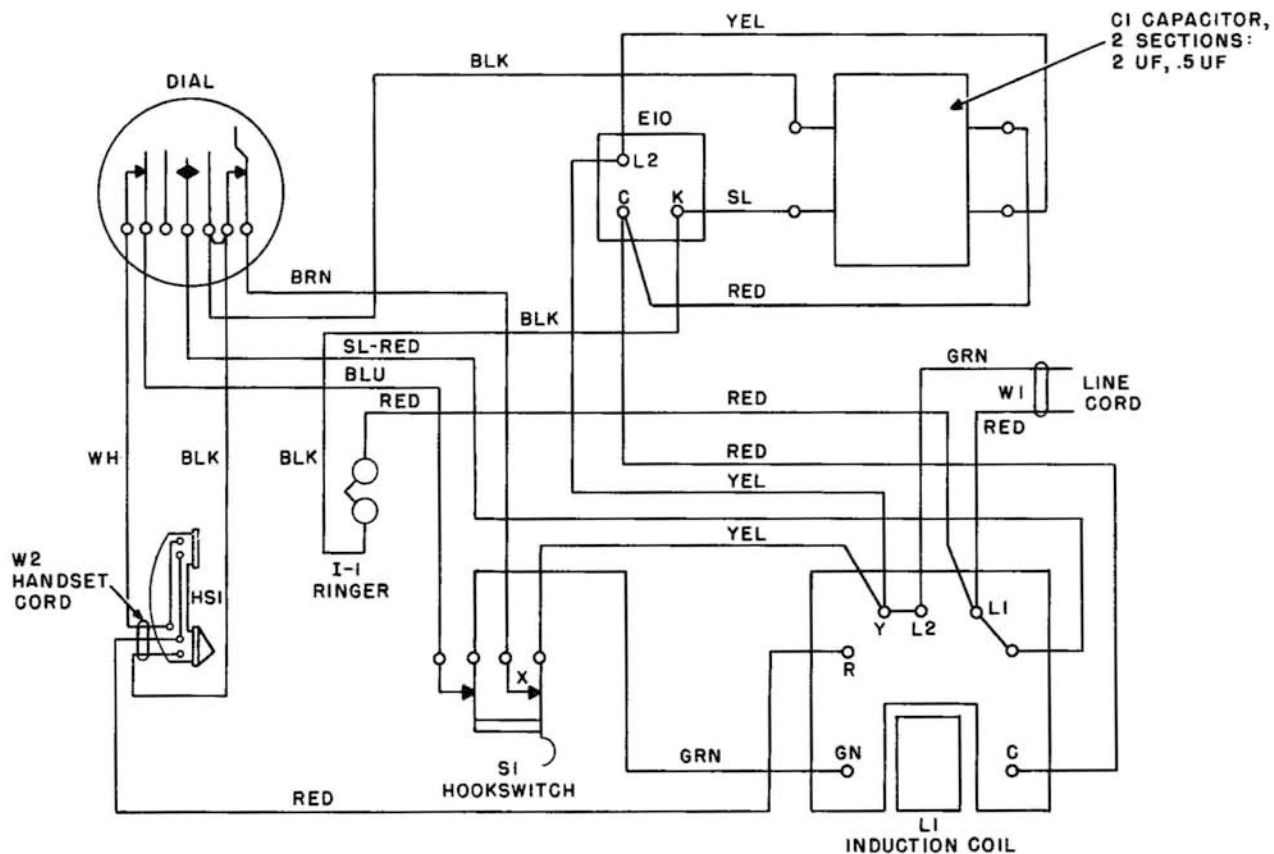 YEL
C1 CAPACITOR,
2 SECTIONS:
2 UF, .5 UF
BLK
DIAL
E10
L2
C
K
SL
BRN
RED
BLK
SL-RED
BLU
GRN
RED
RED
W1
LINE
CORD
RED
WH
BLK
BLK
RED
YEL
YEL
W2
HANDSET
CORD
HS1
I-1
RINGER
Y
L2
L1
R
X
S1
HOOKSWITCH
GRN
GN
C
RED
L1
INDUCTION COIL